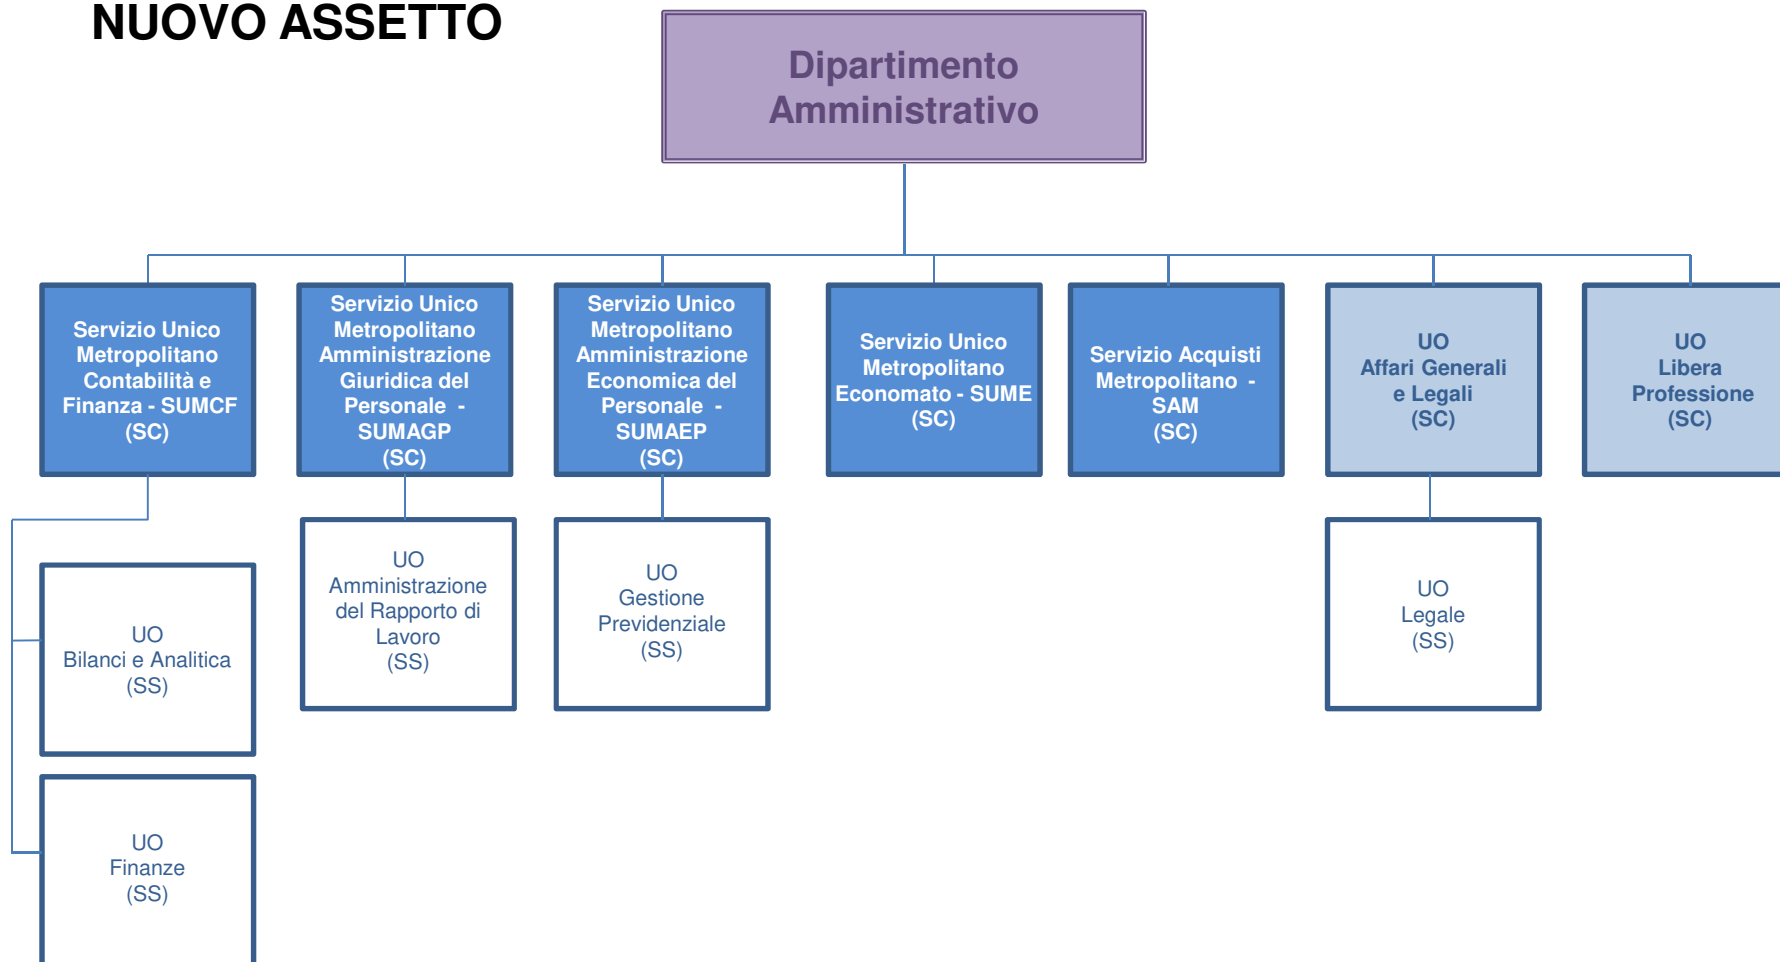 NUOVO ASSETTO
Dipartimento
Amministrativo
Servizio Unico
Metropolitano
Contabilità e
Finanza - SUMCF
(SC)
Servizio Unico
Metropolitano
Amministrazione
Giuridica del
Personale -
SUMAGP
(SC)
Servizio Unico
Metropolitano
Amministrazione
Economica del
Personale -
SUMAEP
(SC)
Servizio Unico
Metropolitano
Economato - SUME
(SC)
Servizio Acquisti
Metropolitano -
SAM
(SC)
UO
Affari Generali
e Legali
(SC)
UO
Libera
Professione
(SC)
UO
Bilanci e Analitica
(SS)
UO
Amministrazione
del Rapporto di
Lavoro
(SS)
UO
Gestione
Previdenziale
(SS)
UO
Legale
(SS)
UO
Finanze
(SS)